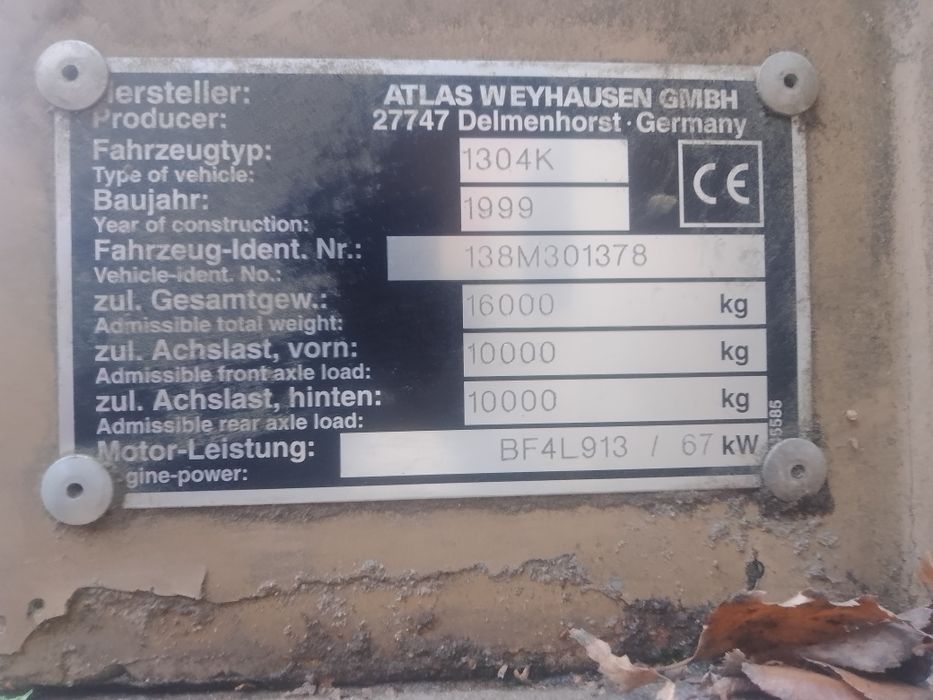 Hersteller: ATLAS WEYHAUSEN GMBH
Producer: 27747 Delmenhorst · Germany
Fahrzeugtyp: 1304K
Type of vehicle:
CE
Baujahr: 1999
Year of construction:
Fahrzeug-Ident. Nr.: 138M301378
Vehicle-ident. No.:
zul. Gesamtgew.: 16000 kg
Admissible total weight:
zul. Achslast, vorn: 10000 kg
Admissible front axle load:
zul. Achslast, hinten: 10000 kg
Admissible rear axle load:
Motor-Leistung: BF4L913 / 67 kW
gine-power: